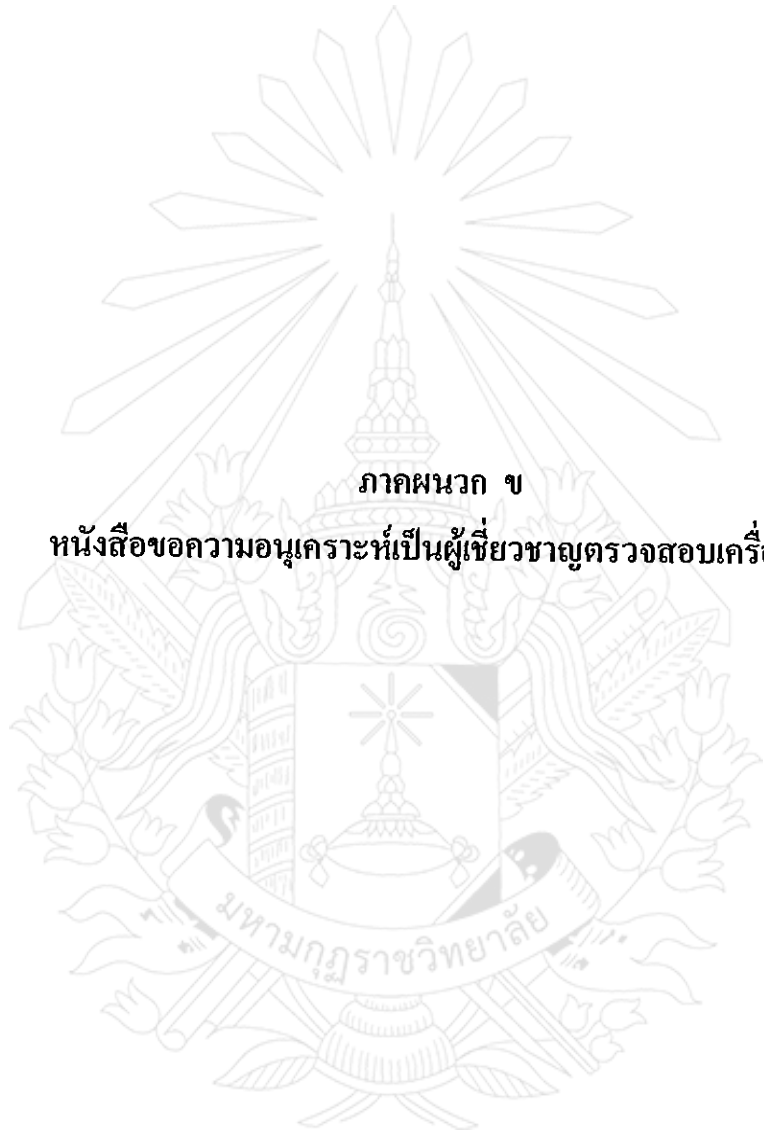 ภาคผนวก ข
หนังสือขอความอนุเคราะห์เป็นผู้เชี่ยวชาญตรวจสอบเครื่
มหามกุฏราชวิทยาลัย